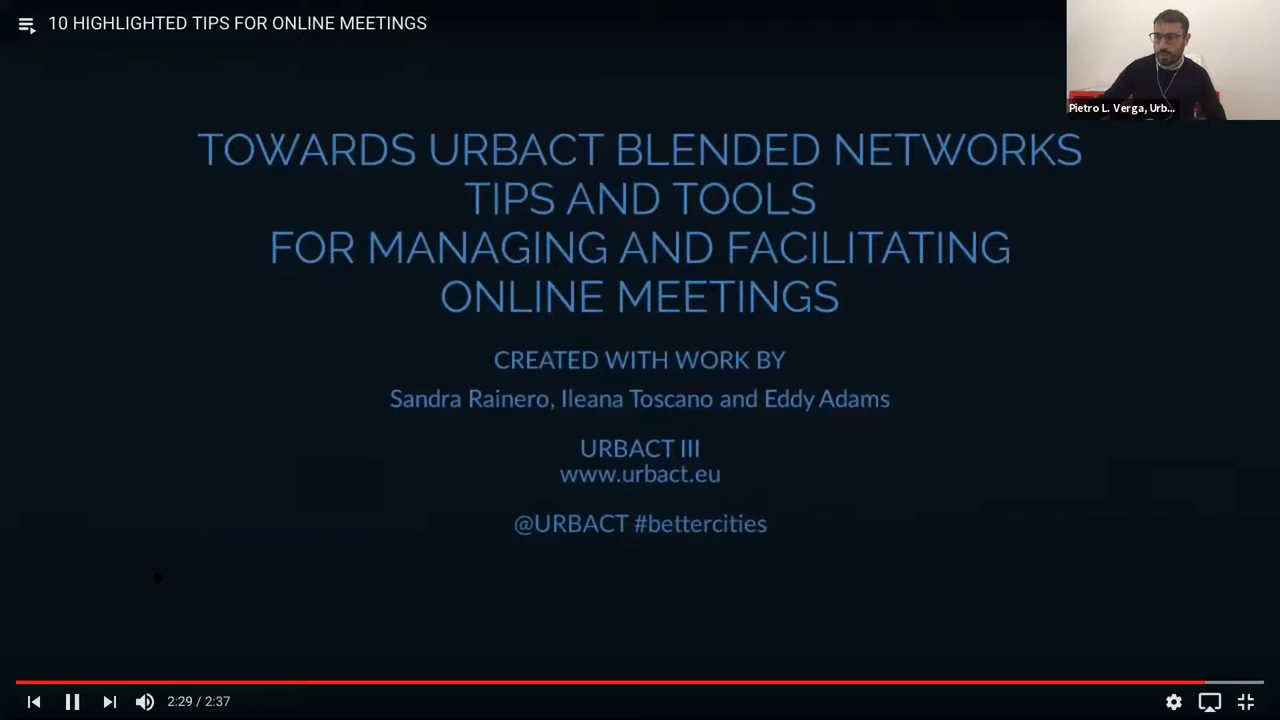 10 HIGHLIGHTED TIPS FOR ONLINE MEETINGS
Pietro L. Verga, Urb...
TOWARDS URBACT BLENDED NETWORKS
TIPS AND TOOLS
FOR MANAGING AND FACILITATING
ONLINE MEETINGS
CREATED WITH WORK BY
Sandra Rainero, Ileana Toscano and Eddy Adams
URBACT III
www.urbact.eu
@URBACT #bettercities
2:29 / 2:37